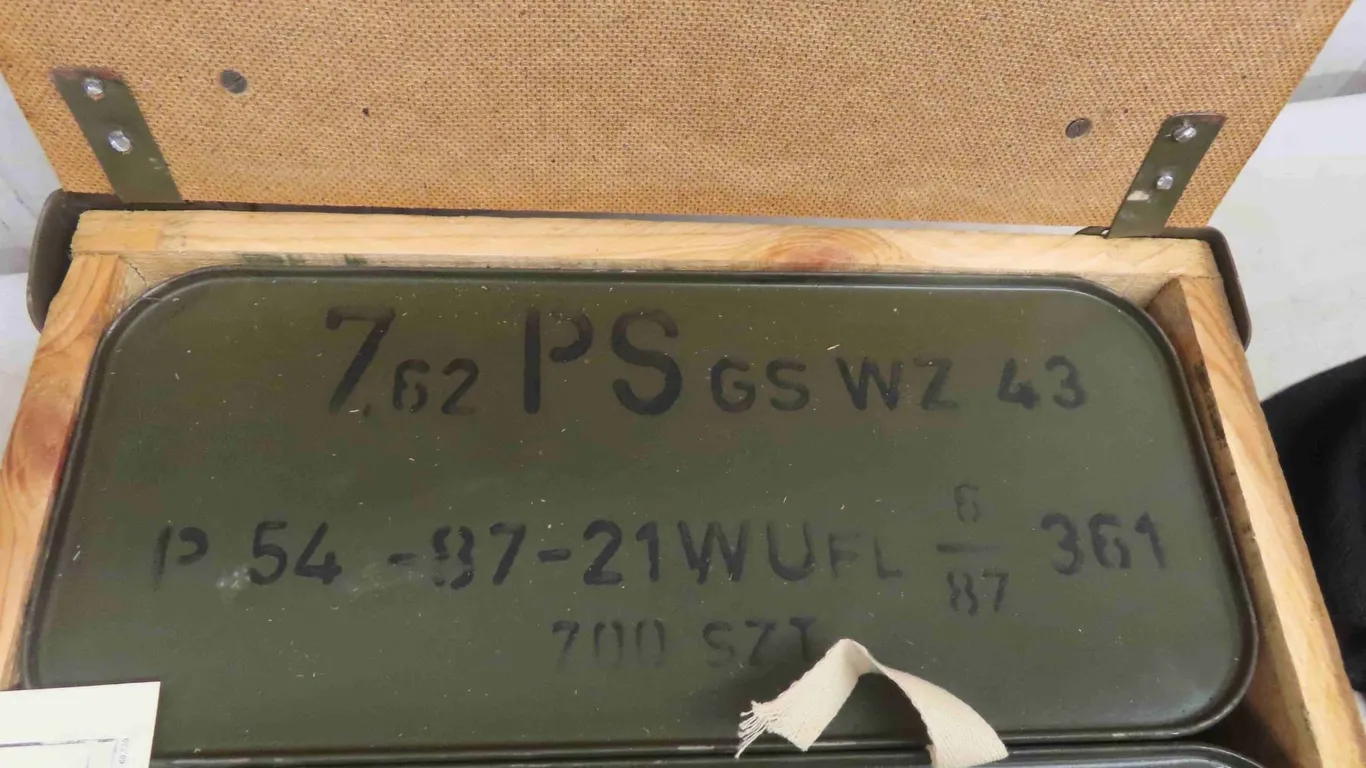 7,62 PS GS WZ 43
P 54 -87-21 WUFL 6/87 361
700 SZT